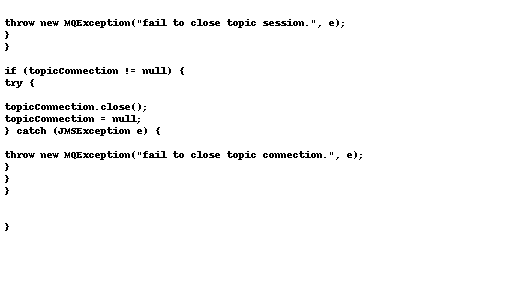 throw new MQException("fail to close topic session.", e);
}
}
if (topicConnection != null) {
try {
topicConnection.close();
topicConnection = null;
} catch (JMSException e) {
throw new MQException("fail to close topic connection.", e);
}
}
}
}